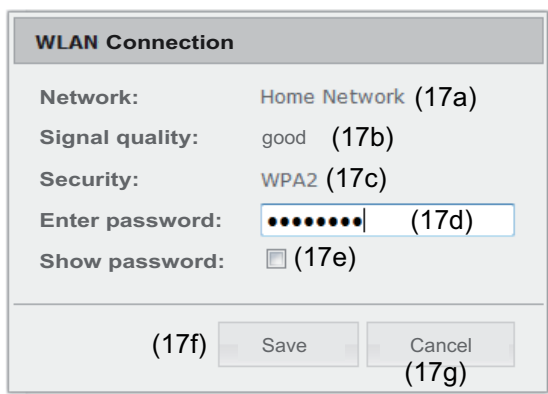 WLAN Connection
Network: Home Network (17a)
Signal quality: good (17b)
Security: WPA2 (17c)
Enter password: ●●●●●●●● (17d)
Show password: (17e)
(17f) Save Cancel
(17g)